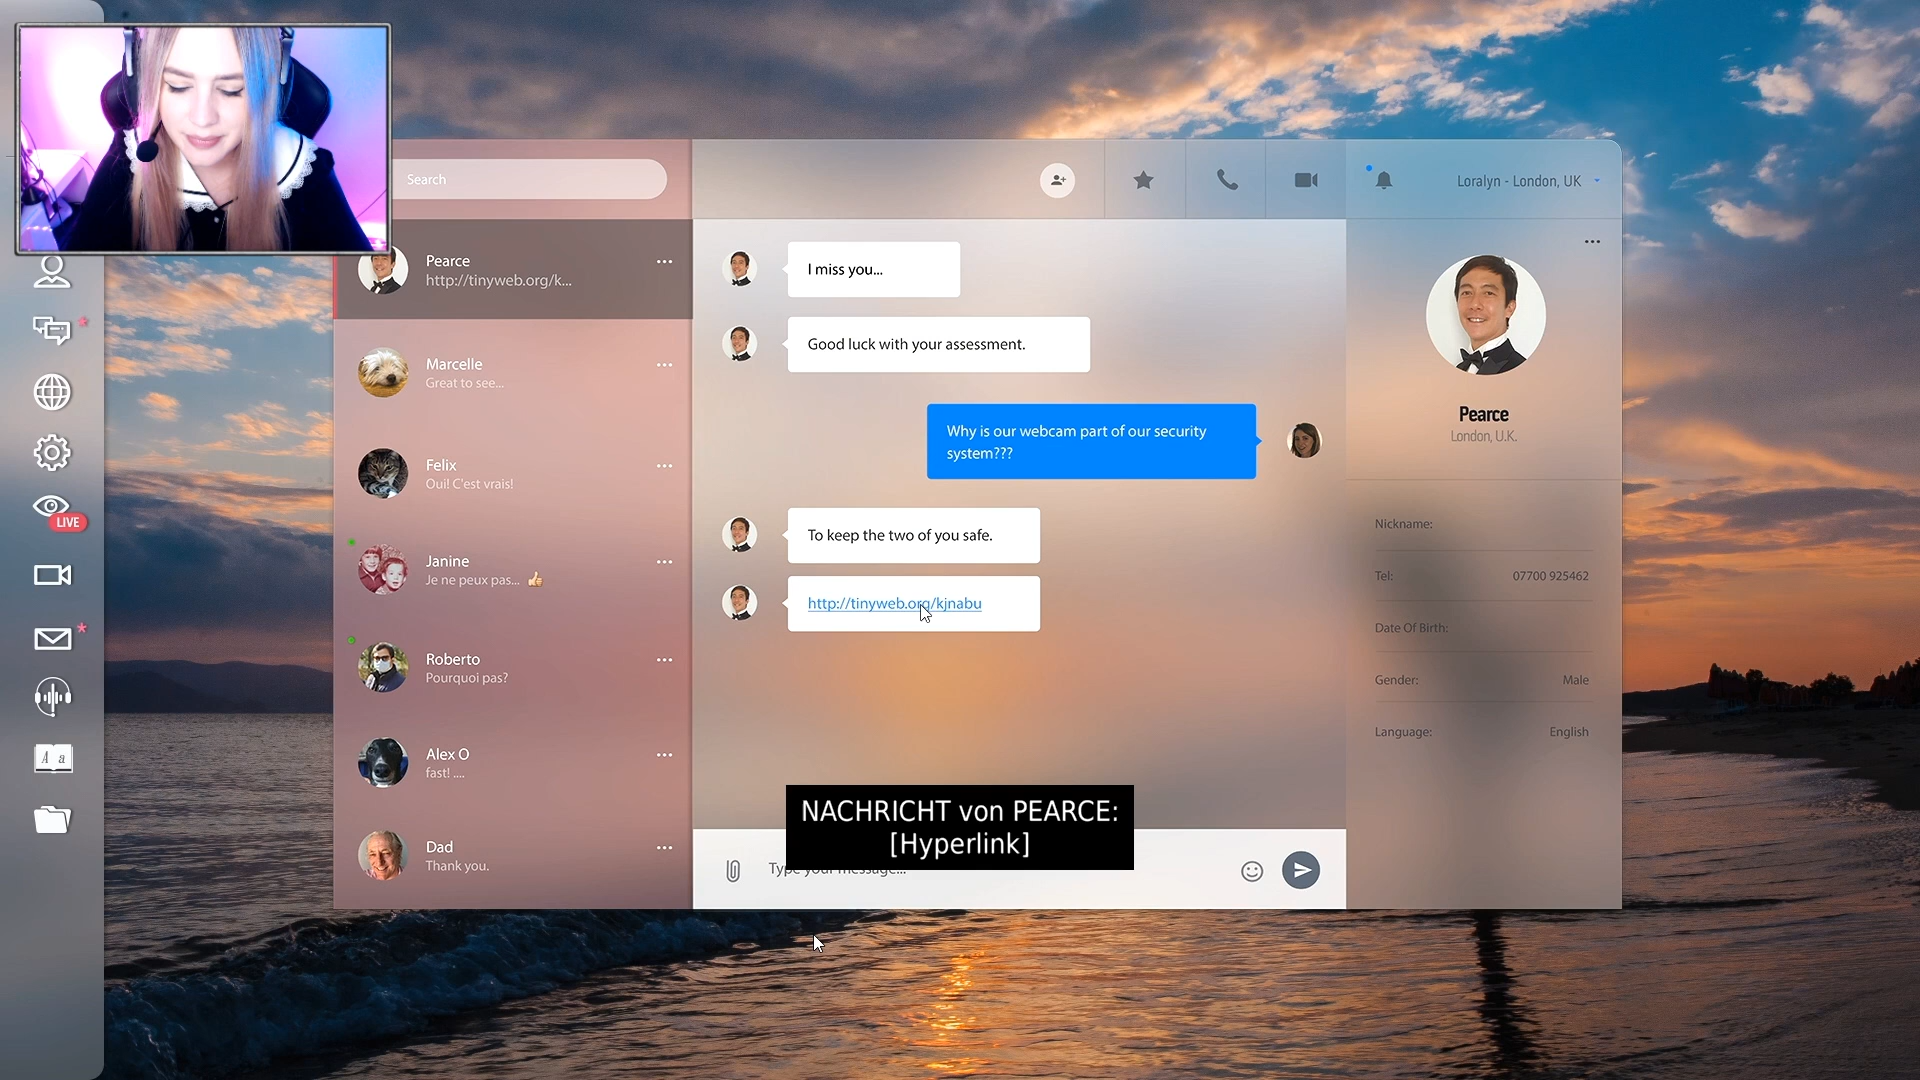 Search
Loralyn - London, UK
Pearce
http://tinyweb.org/k...
Marcelle
Great to see...
Felix
Oui! C'est vrais!
LIVE
Janine
Je ne peux pas... 👍
Roberto
Pourquoi pas?
A a
Alex O
fast! ....
Dad
Thank you.
I miss you...
Good luck with your assessment.
Why is our webcam part of our security
system???
To keep the two of you safe.
http://tinyweb.org/kjnabu
NACHRICHT von PEARCE:
[Hyperlink]
Type your message...
Pearce
London, U.K.
Nickname:
Tel: 07700 925462
Date Of Birth:
Gender: Male
Language: English